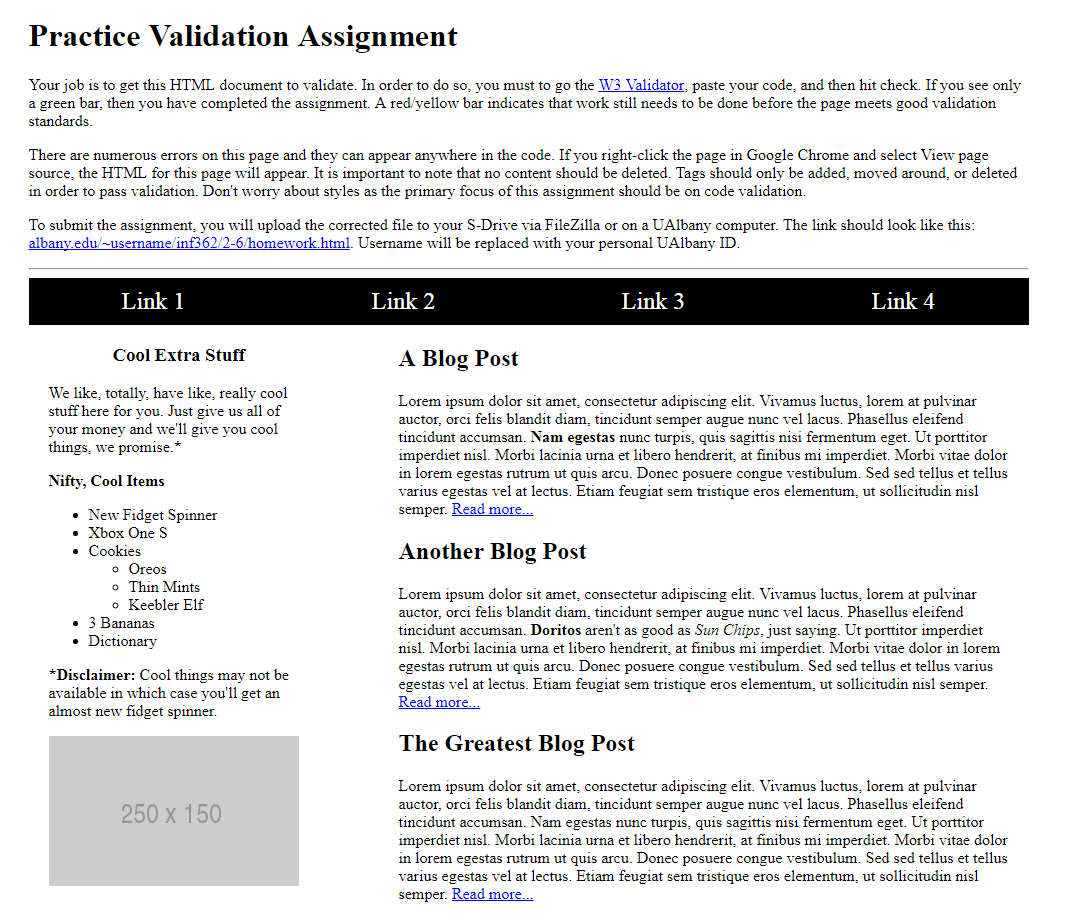 Practice Validation Assignment
Your job is to get this HTML document to validate. In order to do so, you must to go the W3 Validator, paste your code, and then hit check. If you see only
a green bar, then you have completed the assignment. A red/yellow bar indicates that work still needs to be done before the page meets good validation
standards.
There are numerous errors on this page and they can appear anywhere in the code. If you right-click the page in Google Chrome and select View page
source, the HTML for this page will appear. It is important to note that no content should be deleted. Tags should only be added, moved around, or deleted
in order to pass validation. Don't worry about styles as the primary focus of this assignment should be on code validation.
To submit the assignment, you will upload the corrected file to your S-Drive via FileZilla or on a UAlbany computer. The link should look like this:
albany.edu/~username/inf362/2-6/homework.html. Username will be replaced with your personal UAlbany ID.
Link 1 Link 2 Link 3 Link 4
Cool Extra Stuff
We like, totally, have like, really cool
stuff here for you. Just give us all of
your money and we'll give you cool
things, we promise.*
Nifty, Cool Items
• New Fidget Spinner
• Xbox One S
• Cookies
◦ Oreos
◦ Thin Mints
◦ Keebler Elf
• 3 Bananas
• Dictionary
*Disclaimer: Cool things may not be
available in which case you'll get an
almost new fidget spinner.
250 x 150
A Blog Post
Lorem ipsum dolor sit amet, consectetur adipiscing elit. Vivamus luctus, lorem at pulvinar
auctor, orci felis blandit diam, tincidunt semper augue nunc vel lacus. Phasellus eleifend
tincidunt accumsan. Nam egestas nunc turpis, quis sagittis nisi fermentum eget. Ut porttitor
imperdiet nisl. Morbi lacinia urna et libero hendrerit, at finibus mi imperdiet. Morbi vitae dolor
in lorem egestas rutrum ut quis arcu. Donec posuere congue vestibulum. Sed sed tellus et tellus
varius egestas vel at lectus. Etiam feugiat sem tristique eros elementum, ut sollicitudin nisl
semper. Read more...
Another Blog Post
Lorem ipsum dolor sit amet, consectetur adipiscing elit. Vivamus luctus, lorem at pulvinar
auctor, orci felis blandit diam, tincidunt semper augue nunc vel lacus. Phasellus eleifend
tincidunt accumsan. Doritos aren't as good as Sun Chips, just saying. Ut porttitor imperdiet
nisl. Morbi lacinia urna et libero hendrerit, at finibus mi imperdiet. Morbi vitae dolor in lorem
egestas rutrum ut quis arcu. Donec posuere congue vestibulum. Sed sed tellus et tellus varius
egestas vel at lectus. Etiam feugiat sem tristique eros elementum, ut sollicitudin nisl semper.
Read more...
The Greatest Blog Post
Lorem ipsum dolor sit amet, consectetur adipiscing elit. Vivamus luctus, lorem at pulvinar
auctor, orci felis blandit diam, tincidunt semper augue nunc vel lacus. Phasellus eleifend
tincidunt accumsan. Nam egestas nunc turpis, quis sagittis nisi fermentum eget. Ut porttitor
imperdiet nisl. Morbi lacinia urna et libero hendrerit, at finibus mi imperdiet. Morbi vitae dolor
in lorem egestas rutrum ut quis arcu. Donec posuere congue vestibulum. Sed sed tellus et tellus
varius egestas vel at lectus. Etiam feugiat sem tristique eros elementum, ut sollicitudin nisl
semper. Read more...